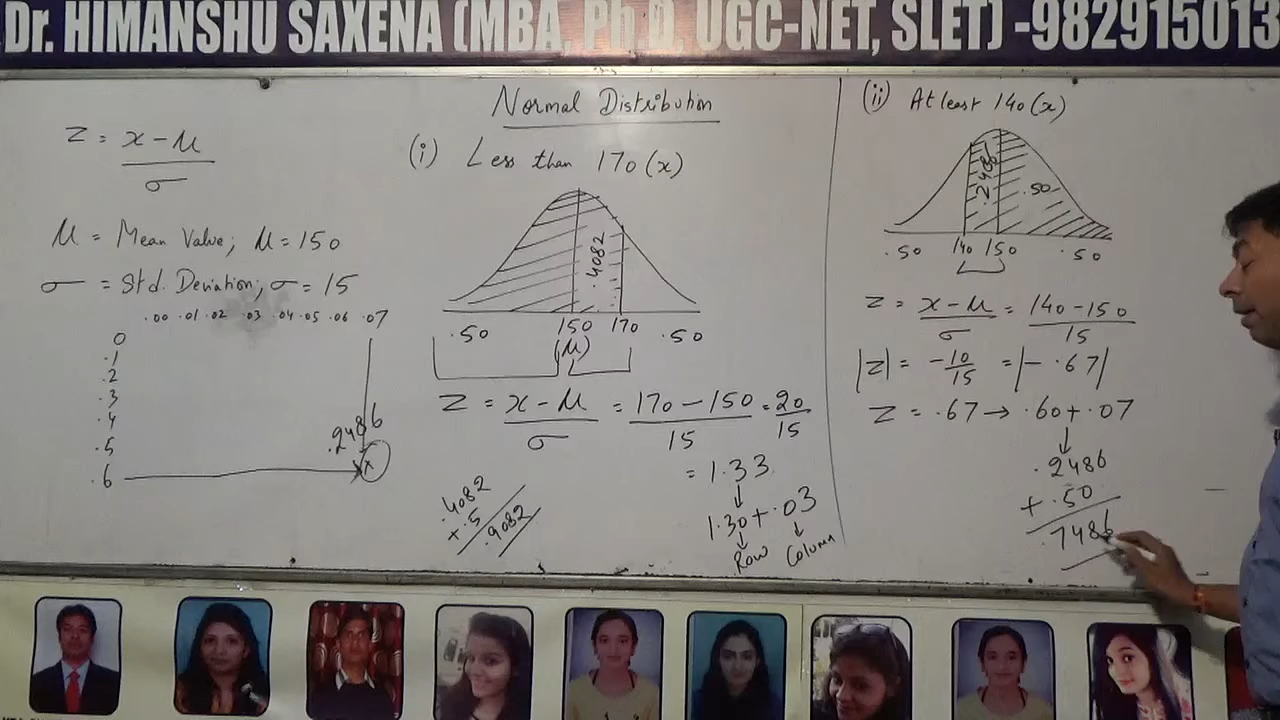 Dr. HIMANSHU SAXENA (MBA, Ph.D, UGC-NET, SLET) -982915013
Z = x - μ
σ
μ = Mean Value; μ = 150
σ = Std. Deviation; σ = 15
.00 .01 .02 .03 .04 .05 .06 .07
0
.1
.2
.3
.4
.5
.6
.2486
x
Normal Distribution
(i) Less than 170 (x)
.4082
.50 150 170 .50
(μ)
Z = x - μ = 170 - 150 = 20
σ 15 15
= 1.33
↓
1.30 + .03
↓ ↓
Row Column
.4082
+ .5
.9082
(ii) At least 140 (x)
.2486 .50
.50 140 150 .50
Z = x - μ = 140 - 150
σ 15
|Z| = -10/15 = |- .67|
Z = .67 → .60 + .07
↓
.2486
+ .50
.7486